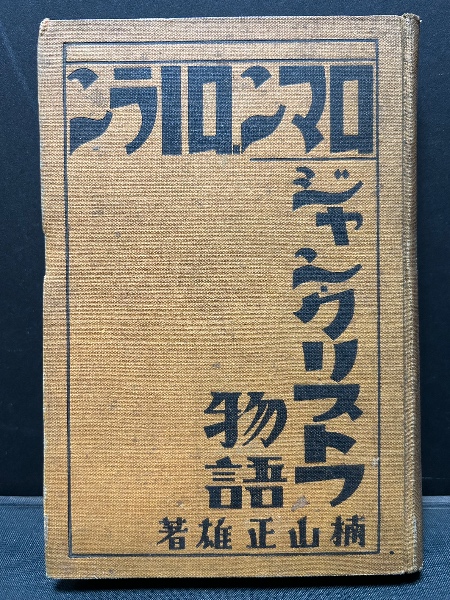 ロマン・ロラン
ジャン・クリストフ
物語
楠山正雄著